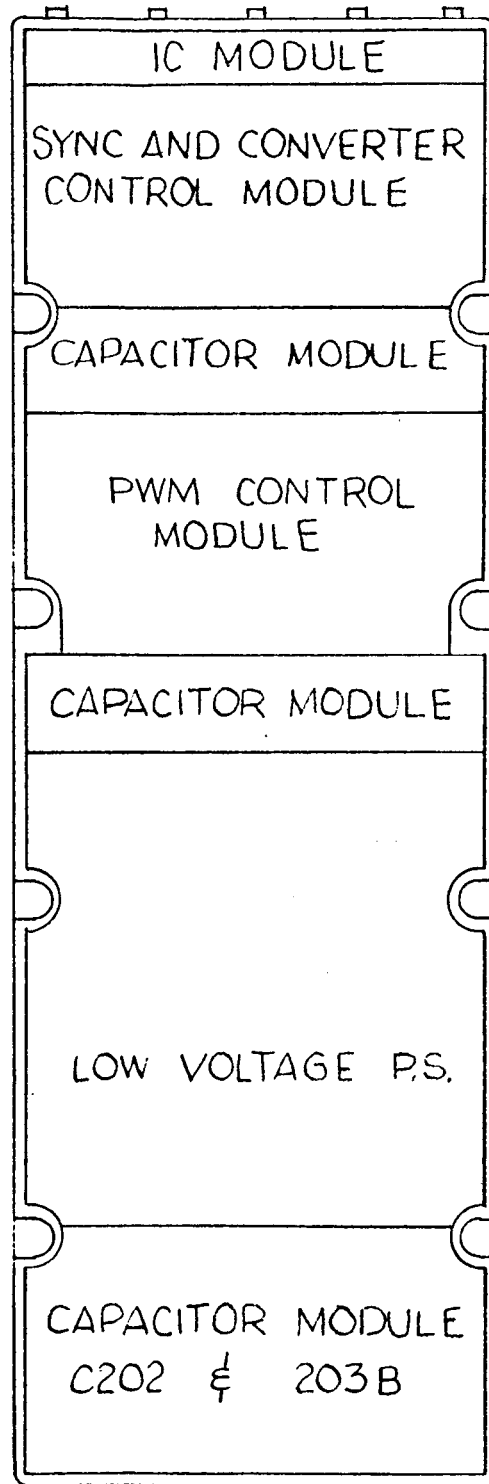 IC MODULE
SYNC AND CONVERTER
CONTROL MODULE
CAPACITOR MODULE
PWM CONTROL
MODULE
CAPACITOR MODULE
LOW VOLTAGE P.S.
CAPACITOR MODULE
C202 & 203B